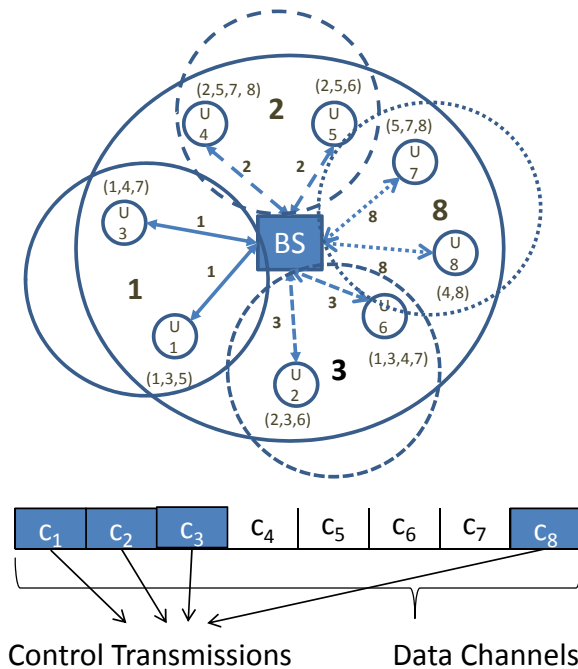 (2,5,7, 8)
(2,5,6)
2
U
4
U
5
(5,7,8)
U
7
2
2
(1,4,7)
U
3
1
8
8
BS
U
8
1
8
(4,8)
1
3
3
U
6
U
1
3
(1,3,4,7)
(1,3,5)
U
2
(2,3,6)
c1 c2 c3 c4 c5 c6 c7 c8
Control Transmissions Data Channels